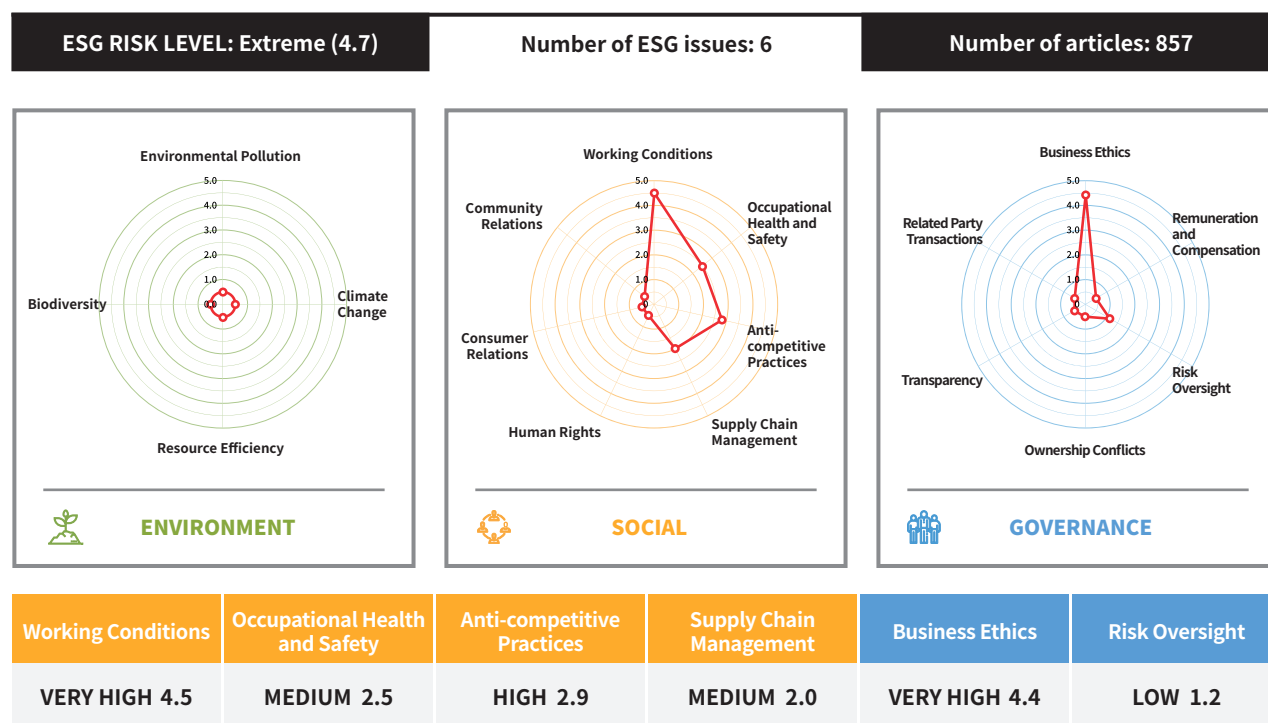 ESG RISK LEVEL: Extreme (4.7)
Number of ESG issues: 6
Number of articles: 857
Environmental Pollution
5.0
4.0
3.0
2.0
1.0
Biodiversity
Climate
Change
Resource Efficiency
ENVIRONMENT
Working Conditions
5.0
4.0
3.0
2.0
1.0
0
Community
Relations
Occupational
Health and
Safety
Consumer
Relations
Anti-
competitive
Practices
Human Rights
Supply Chain
Management
SOCIAL
Business Ethics
5.0
4.0
3.0
2.0
1.0
0
Related Party
Transactions
Remuneration
and
Compensation
Transparency
Risk
Oversight
Ownership Conflicts
GOVERNANCE
Working Conditions
VERY HIGH 4.5
Occupational Health
and Safety
MEDIUM 2.5
Anti-competitive
Practices
HIGH 2.9
Supply Chain
Management
MEDIUM 2.0
Business Ethics
VERY HIGH 4.4
Risk Oversight
LOW 1.2